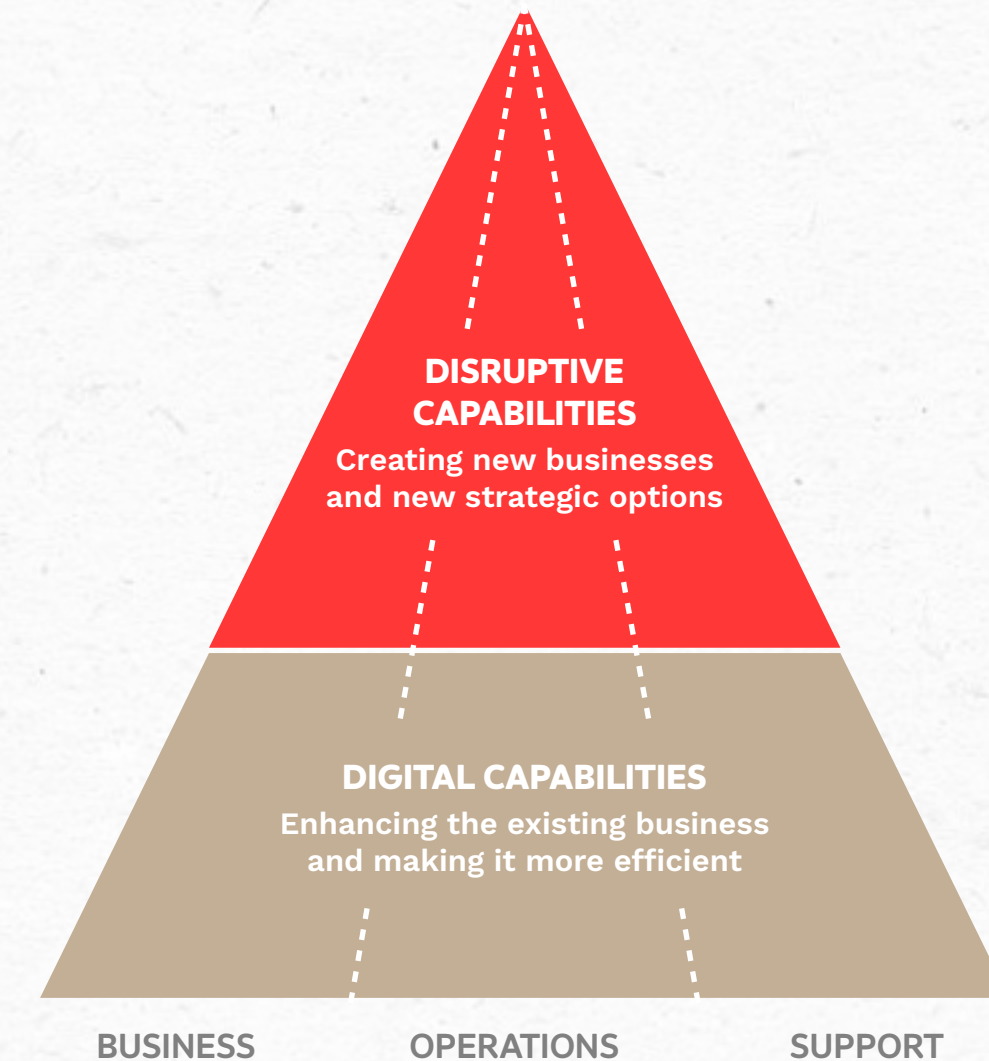 DISRUPTIVE
CAPABILITIES
Creating new businesses
and new strategic options
DIGITAL CAPABILITIES
Enhancing the existing business
and making it more efficient
BUSINESS OPERATIONS SUPPORT